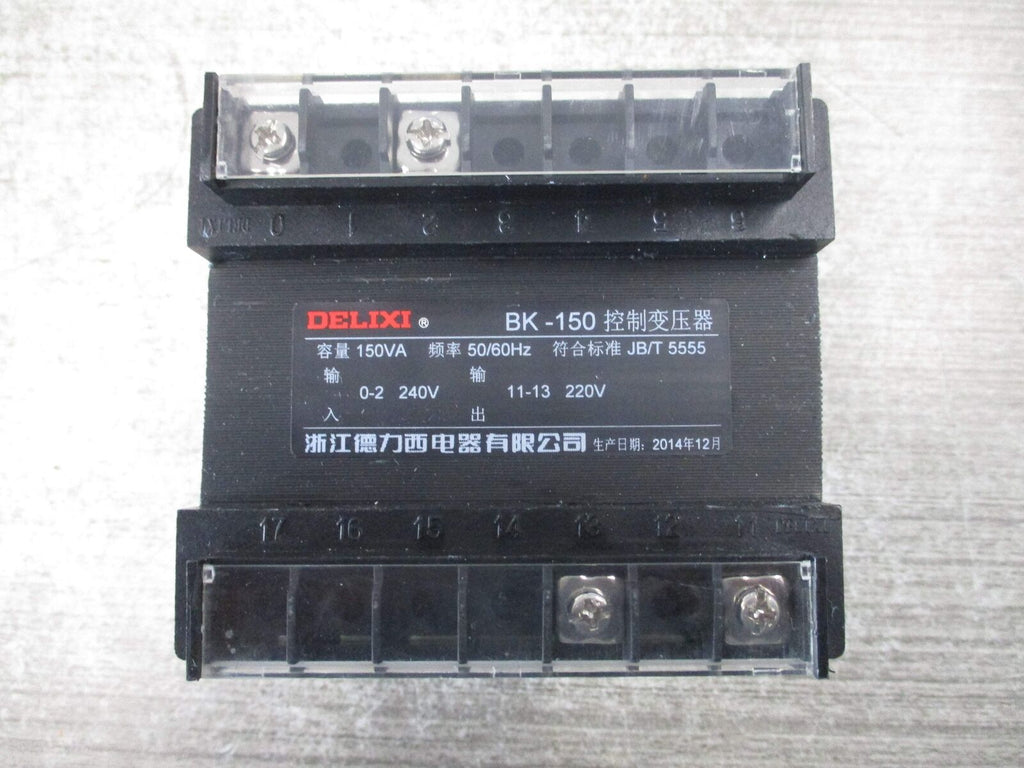 0 1 2 3 4 5 6
DELIXI ® BK -150 控制变压器
容量 150VA 频率 50/60Hz 符合标准 JB/T 5555
输 输
0-2 240V 11-13 220V
入 出
浙江德力西电器有限公司 生产日期: 2014年12月
17 16 15 14 13 12 11